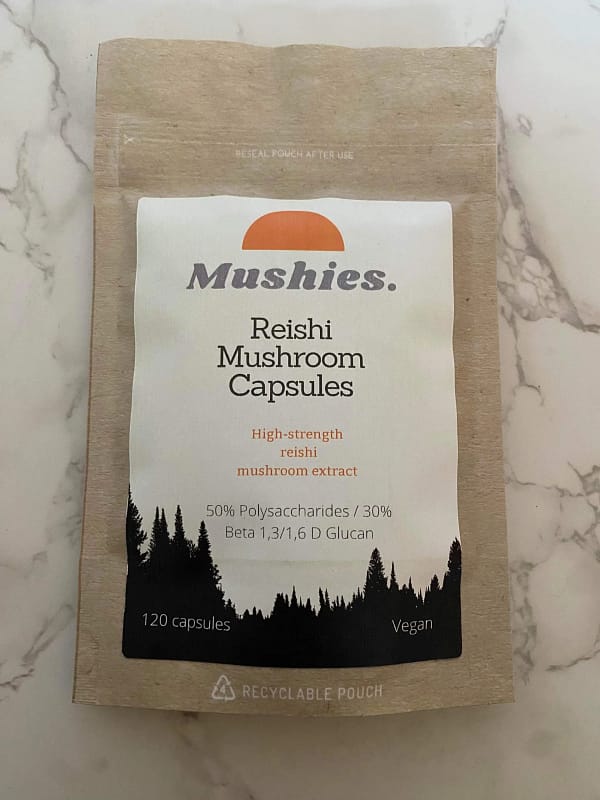 RESEAL POUCH AFTER USE
Mushies.
Reishi
Mushroom
Capsules
High-strength
reishi
mushroom extract
50% Polysaccharides / 30%
Beta 1,3/1,6 D Glucan
120 capsules
Vegan
4 RECYCLABLE POUCH